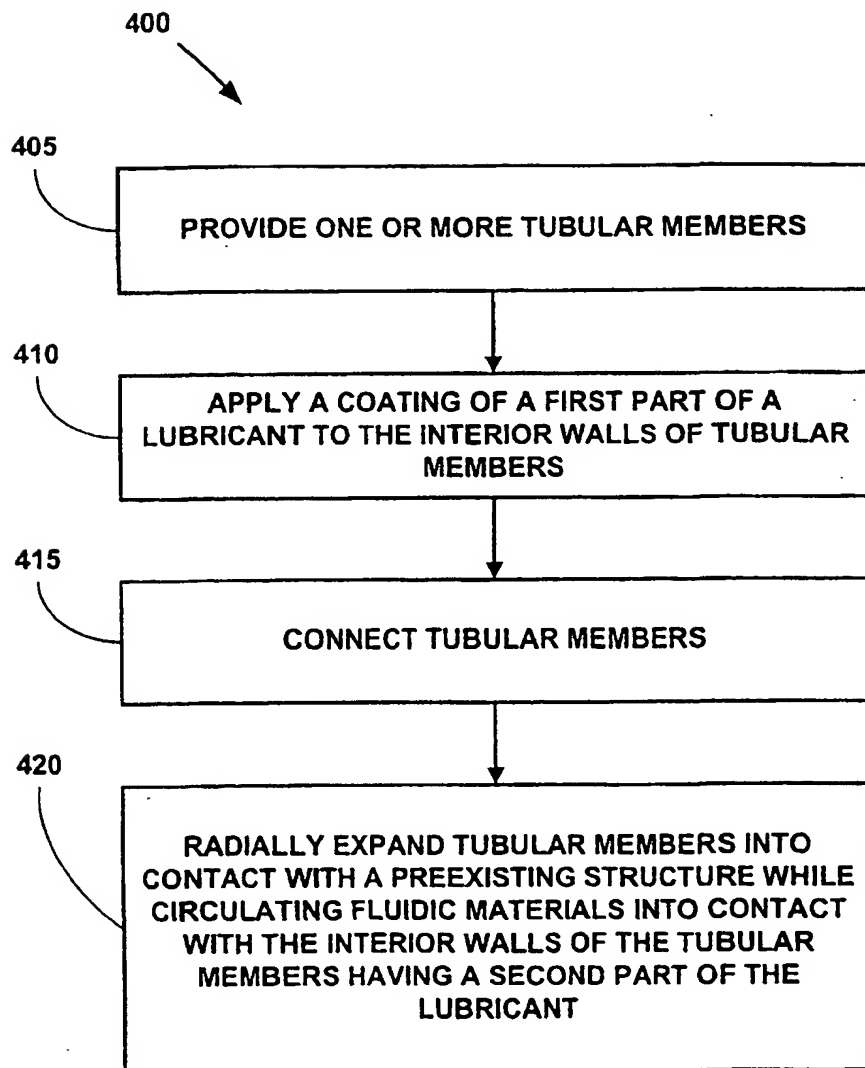 400
405
PROVIDE ONE OR MORE TUBULAR MEMBERS
410
APPLY A COATING OF A FIRST PART OF A
LUBRICANT TO THE INTERIOR WALLS OF TUBULAR
MEMBERS
415
CONNECT TUBULAR MEMBERS
420
RADIALLY EXPAND TUBULAR MEMBERS INTO
CONTACT WITH A PREEXISTING STRUCTURE WHILE
CIRCULATING FLUIDIC MATERIALS INTO CONTACT
WITH THE INTERIOR WALLS OF THE TUBULAR
MEMBERS HAVING A SECOND PART OF THE
LUBRICANT